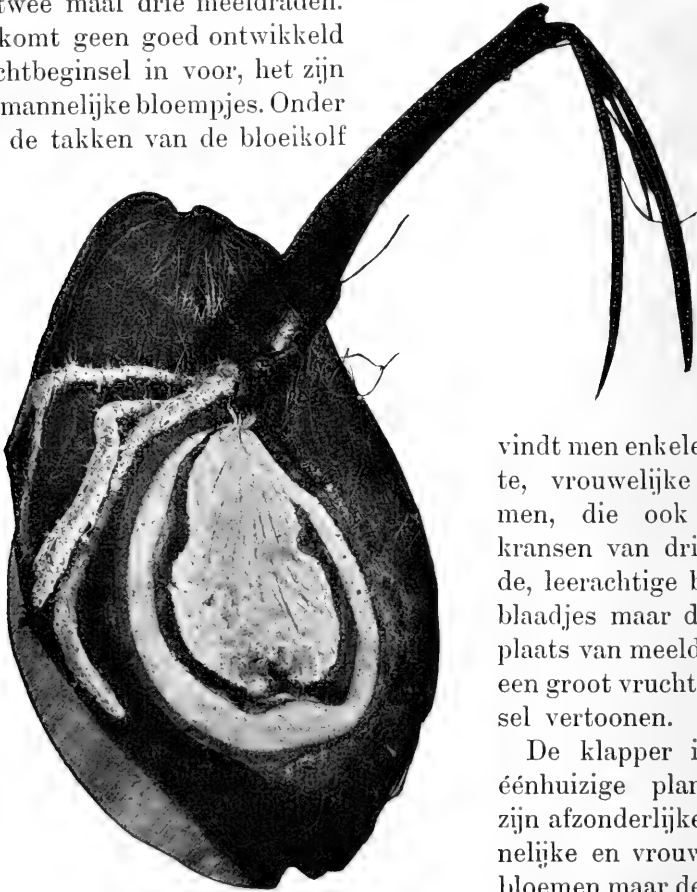 twee maal drie meeldraden.
komt geen goed ontwikkeld
chtbeginsel in voor, het zijn
mannelijke bloempjes. Onder
de takken van de bloeikolf
vindt men enkele
te, vrouwelijke
men, die ook
kransen van dri
de, leerachtige b
blaadjes maar d
plaats van meeld
een groot vrucht
sel vertoonen.
De klapper i
éénhuizige plan
zijn afzonderlijke
nelijke en vrouw
bloemen maar de